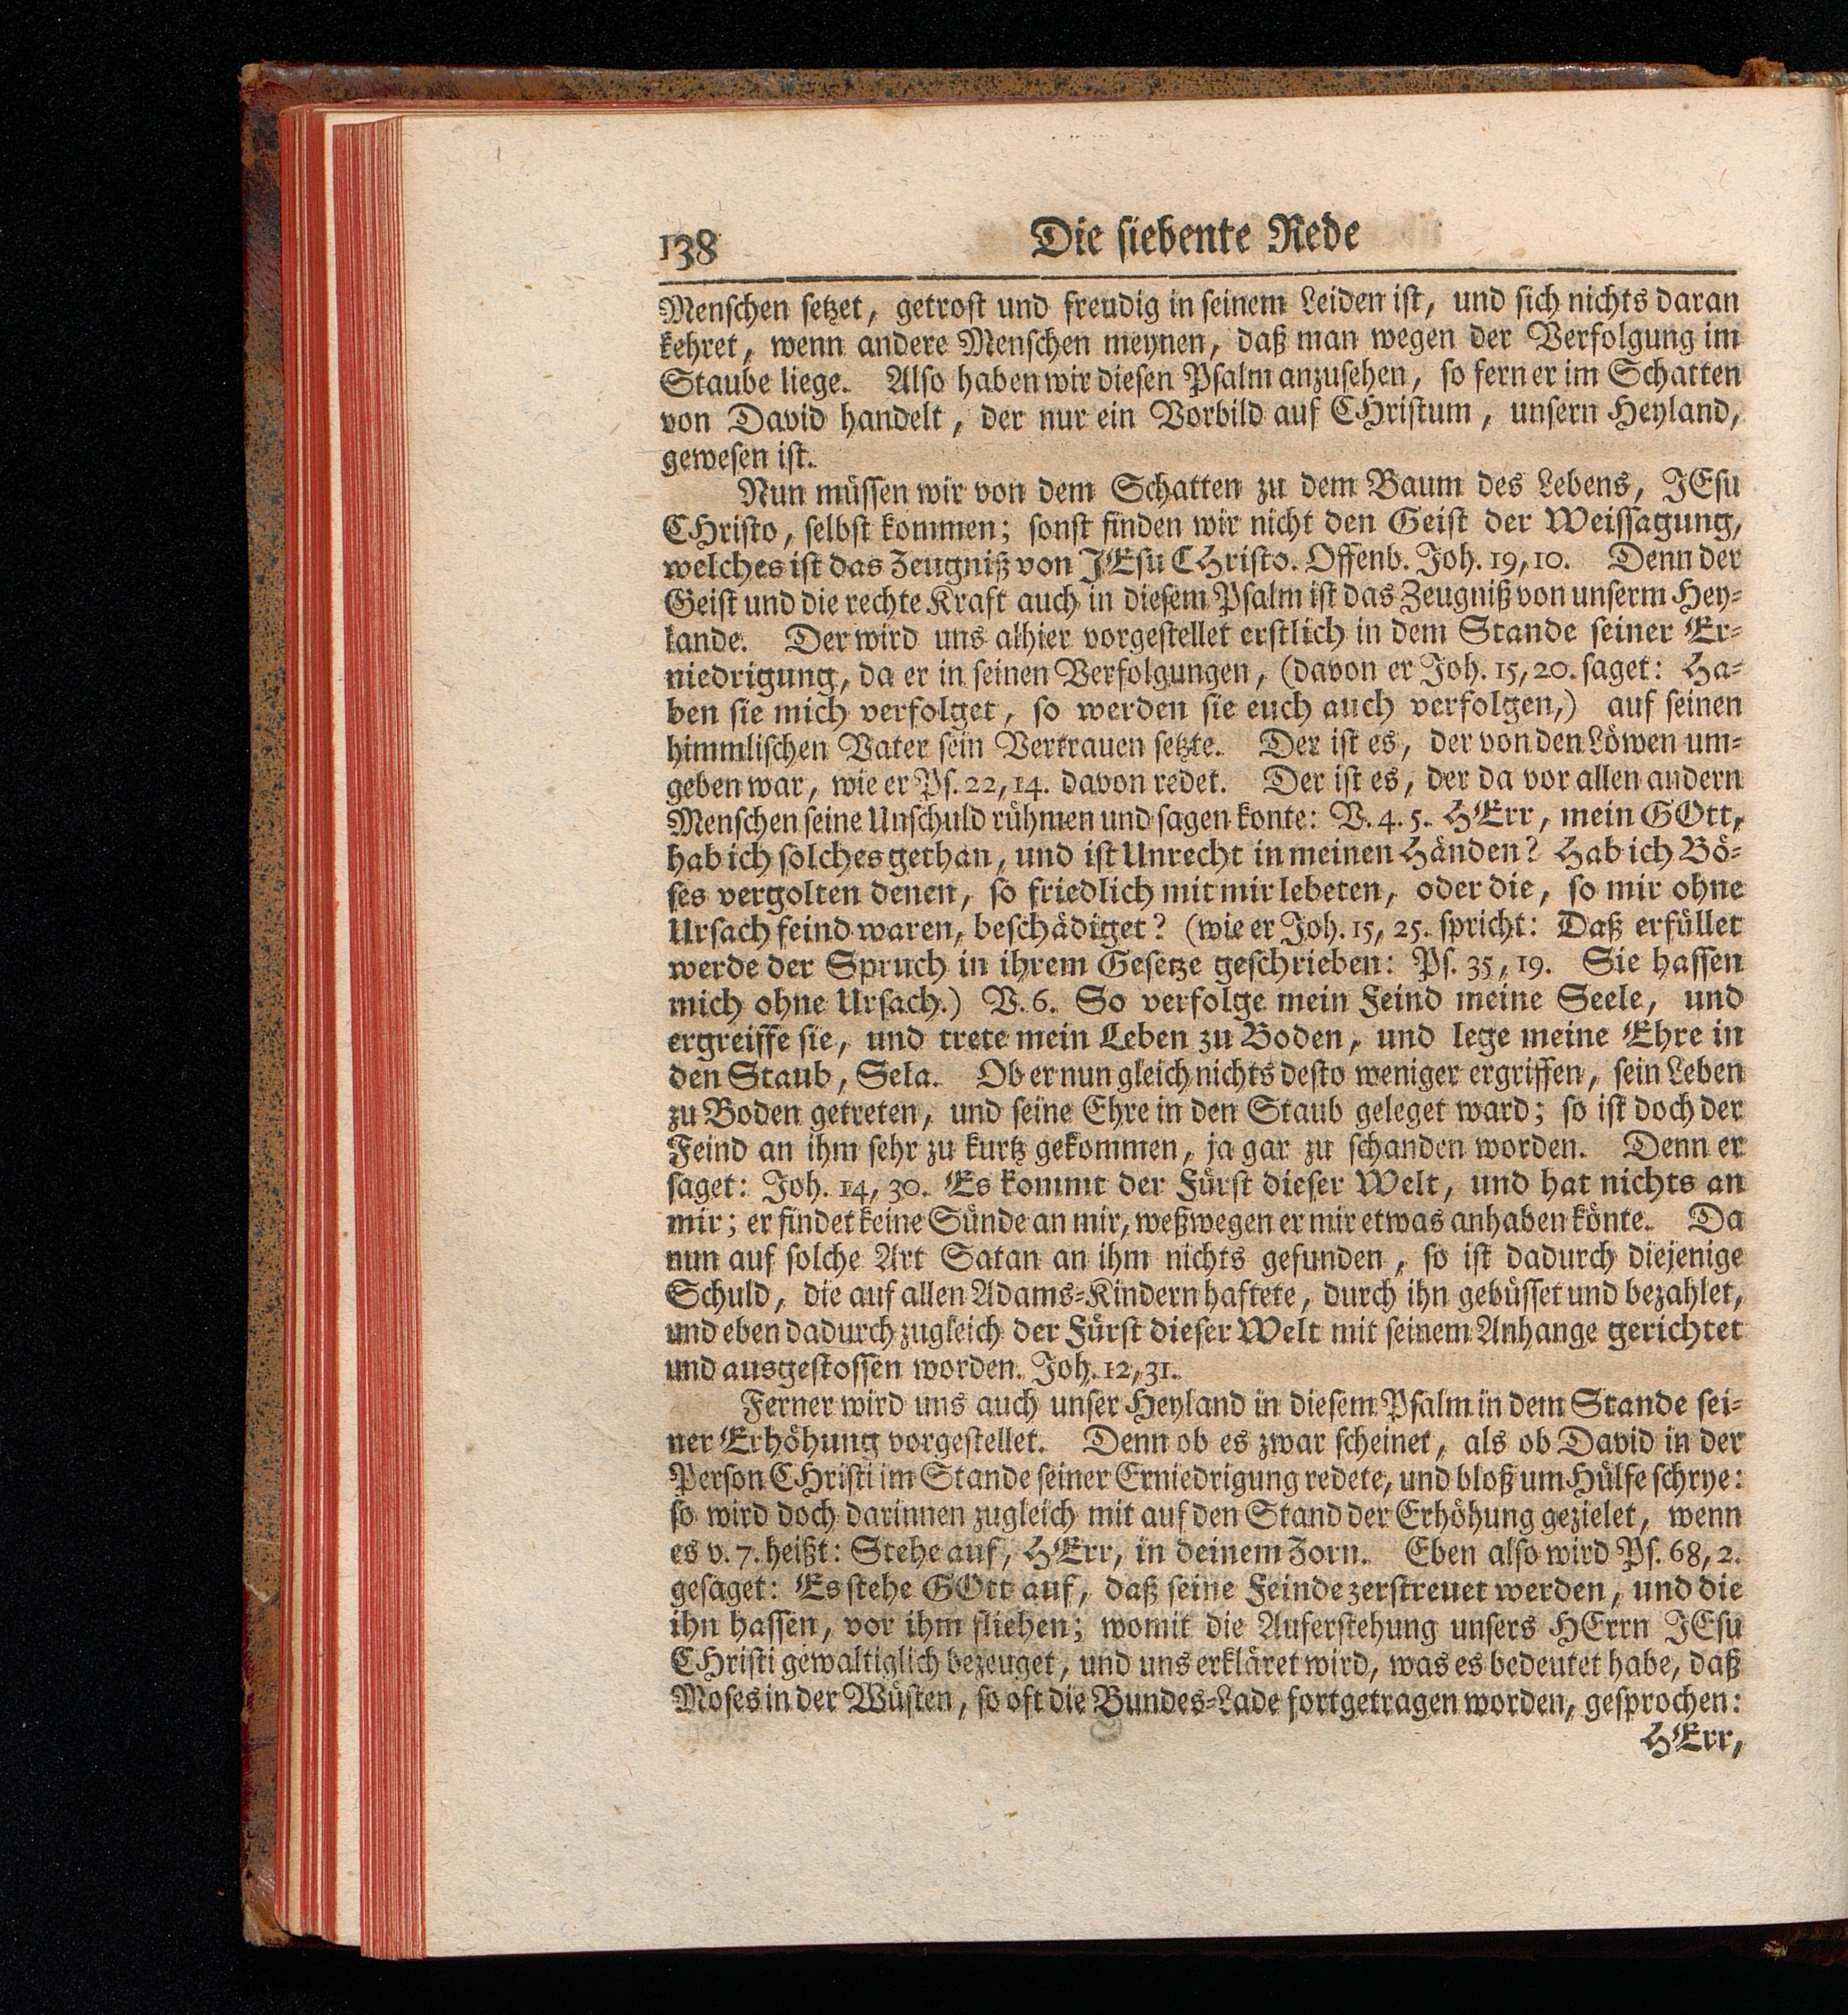 138 Die siebente Rede
Menschen setzet, getrost und freudig in seinem Leiden ist, und sich nichts daran
kehret, wenn andere Menschen meynen, daß man wegen der Verfolgung im
Staube liege. Also haben wir diesen Psalm anzusehen, so fern er im Schatten
von David handelt, der nur ein Vorbild auf CHristum, unsern Heyland,
gewesen ist.
Nun müssen wir von dem Schatten zu dem Baum des Lebens, JEsu
CHristo, selbst kommen; sonst finden wir nicht den Geist der Weissagung,
welches ist das Zeugniß von JEsu CHristo. Offenb. Joh. 19, 10. Denn der
Geist und die rechte Kraft auch in diesem Psalm ist das Zeugniß von unserm Hey-
lande. Der wird uns alhier vorgestellet erstlich in dem Stande seiner Er-
niedrigung, da er in seinen Verfolgungen, (davon er Joh. 15, 20. saget: Ha-
ben sie mich verfolget, so werden sie euch auch verfolgen,) auf seinen
himmlischen Vater sein Vertrauen setzte. Der ist es, der von den Löwen um-
geben war, wie er Ps. 22, 14. davon redet. Der ist es, der da vor allen andern
Menschen seine Unschuld rühmen und sagen konte: V. 4. 5. HErr, mein GOtt,
hab ich solches gethan, und ist Unrecht in meinen Händen? Hab ich Bö-
ses vergolten denen, so friedlich mit mir lebeten, oder die, so mir ohne
Ursach feind waren, beschädiget? (wie er Joh. 15, 25. spricht: Daß erfüllet
werde der Spruch in ihrem Gesetze geschrieben: Ps. 35, 19. Sie hassen
mich ohne Ursach.) V. 6. So verfolge mein Feind meine Seele, und
ergreiffe sie, und trete mein Leben zu Boden, und lege meine Ehre in
den Staub, Sela. Ob er nun gleich nichts desto weniger ergriffen, sein Leben
zu Boden getreten, und seine Ehre in den Staub geleget ward; so ist doch der
Feind an ihm sehr zu kurtz gekommen, ja gar zu schanden worden. Denn er
saget: Joh. 14, 30. Es kommt der Fürst dieser Welt, und hat nichts an
mir; er findet keine Sünde an mir, weßwegen er mir etwas anhaben könte. Da
nun auf solche Art Satan an ihm nichts gefunden, so ist dadurch diejenige
Schuld, die auf allen Adams-Kindern haftete, durch ihn gebüsset und bezahlet,
und eben dadurch zugleich der Fürst dieser Welt mit seinem Anhange gerichtet
und ausgestossen worden. Joh. 12, 31.
Ferner wird uns auch unser Heyland in diesem Psalm in dem Stande sei-
ner Erhöhung vorgestellet. Denn ob es zwar scheinet, als ob David in der
Person CHristi im Stande seiner Erniedrigung redete, und bloß um Hülfe schrye:
so wird doch darinnen zugleich mit auf den Stand der Erhöhung gezielet, wenn
es v. 7. heißt: Stehe auf, HErr, in deinem Zorn. Eben also wird Ps. 68, 2.
gesaget: Es stehe GOtt auf, daß seine Feinde zerstreuet werden, und die
ihn hassen, vor ihm fliehen; womit die Auferstehung unsers HErrn JEsu
CHristi gewaltiglich bezeuget, und uns erkläret wird, was es bedeutet habe, daß
Moses in der Wüsten, so oft die Bundes-Lade fortgetragen worden, gesprochen:
HErr,